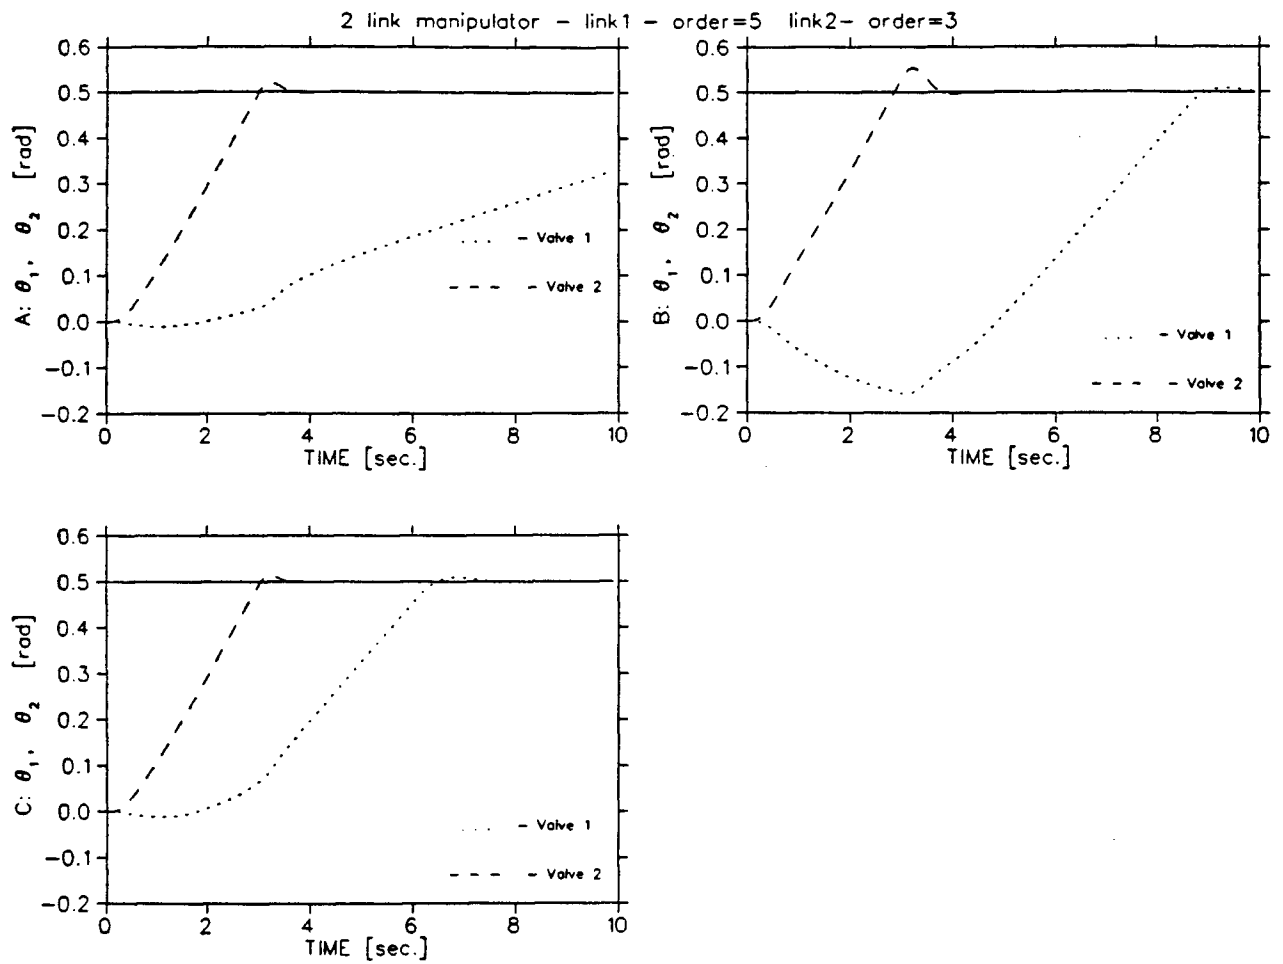 2 link manipulator - link1 - order=5 link2- order=3
0.6
0.5
0.4
0.3
0.2
0.1
0.0
-0.1
-0.2
A: θ1, θ2 [rad]
- Valve 1
- Valve 2
0 2 4 6 8 10
TIME [sec.]
0.6
0.5
0.4
0.3
0.2
0.1
0.0
-0.1
-0.2
B: θ1, θ2 [rad]
- Valve 1
- Valve 2
0 2 4 6 8 10
TIME [sec.]
0.6
0.5
0.4
0.3
0.2
0.1
0.0
-0.1
-0.2
C: θ1, θ2 [rad]
- Valve 1
- Valve 2
0 2 4 6 8 10
TIME [sec.]